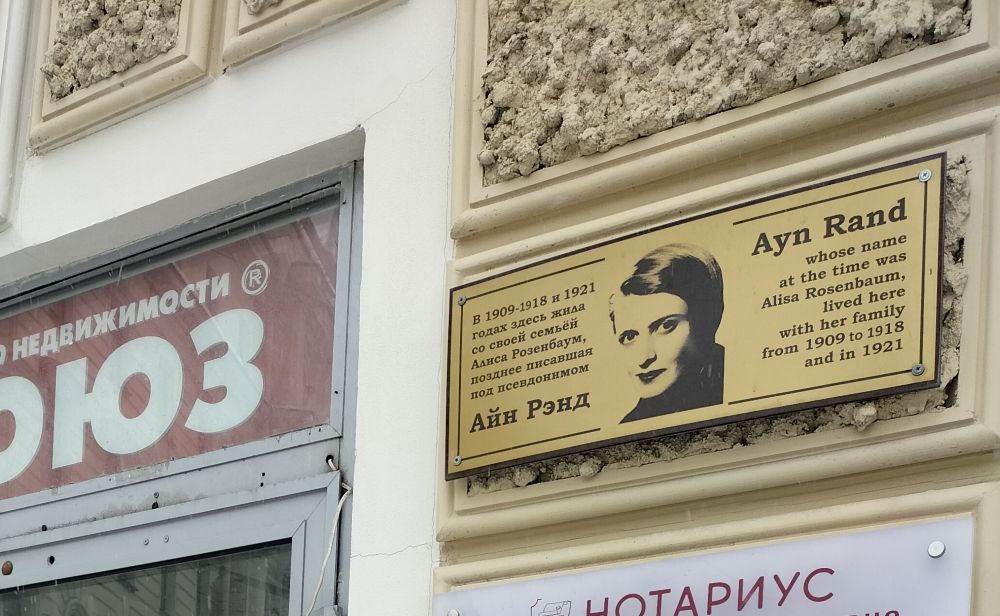 НЕДВИЖИМОСТИ ®
ЮЗ
В 1909-1918 и 1921
годах здесь жила
со своей семьёй
Алиса Розенбаум,
позднее писавшая
под псевдонимом
Айн Рэнд
Ayn Rand
whose name
at the time was
Alisa Rosenbaum,
lived here
with her family
from 1909 to 1918
and in 1921
НОТАРИУС